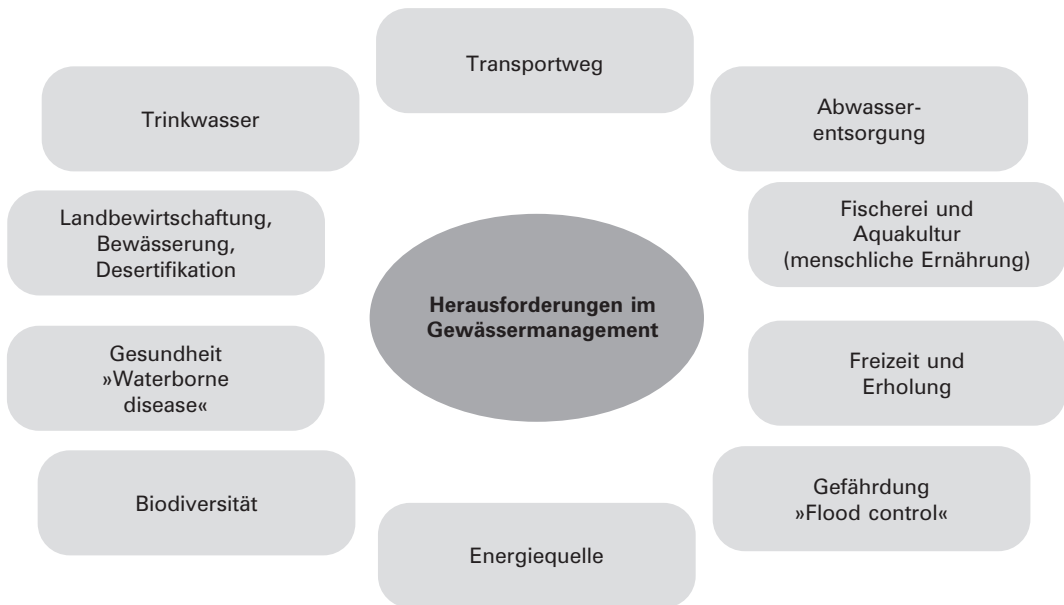 Transportweg
Trinkwasser
Abwasser-
entsorgung
Landbewirtschaftung,
Bewässerung,
Desertifikation
Fischerei und
Aquakultur
(menschliche Ernährung)
Herausforderungen im
Gewässermanagement
Gesundheit
»Waterborne
disease«
Freizeit und
Erholung
Biodiversität
Gefährdung
»Flood control«
Energiequelle